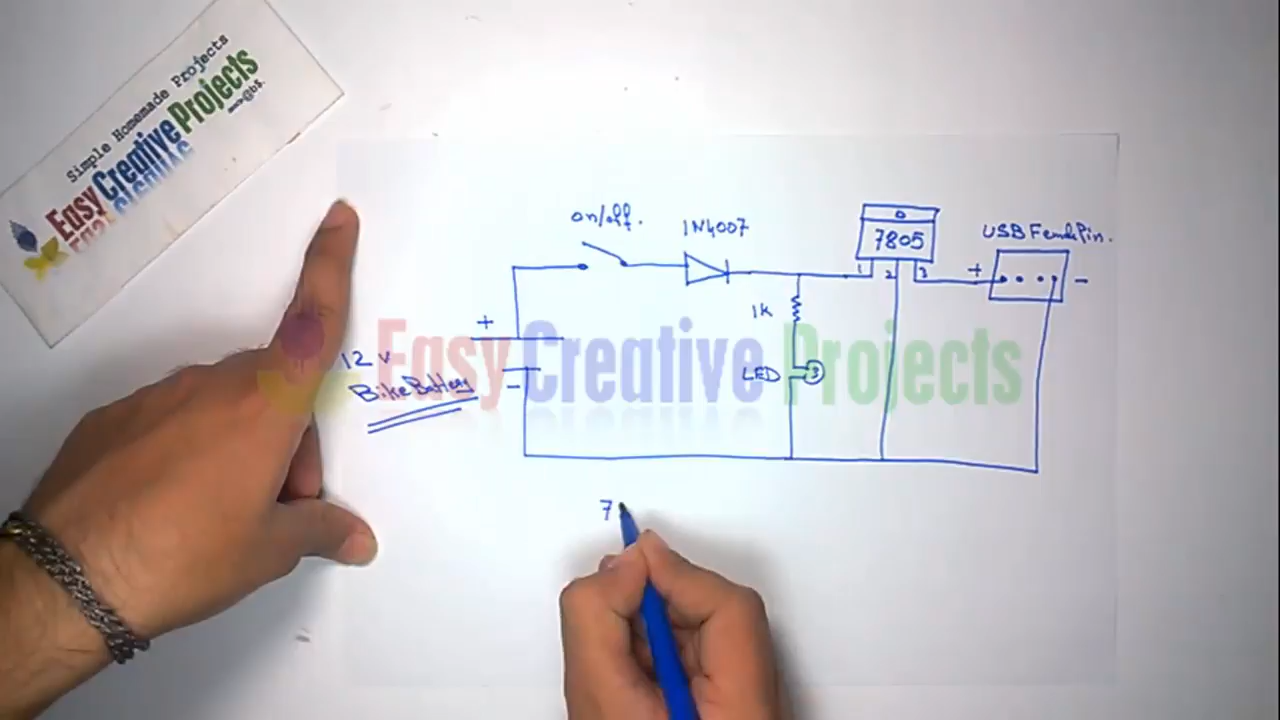 Simple Homemade Projects
Easy Creative Projects
on/off.
1N4007
7805
1
2
3
USB Female Pin.
+
-
1k
LED
+
-
12 v
Bike Battery
Easy Creative Projects
7